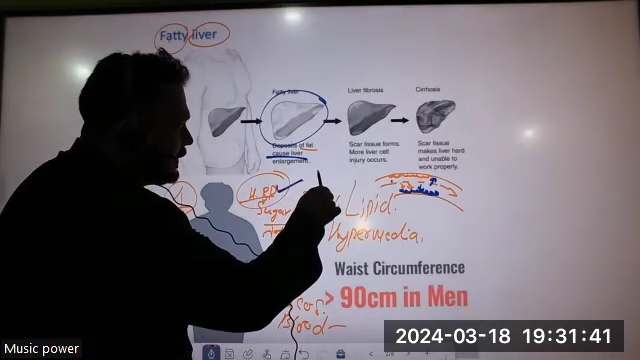 Fatty liver
Fatty liver
Deposits of fat
cause liver
enlargement.
Liver fibrosis
Scar tissue forms.
More liver cell
injury occurs.
Cirrhosis
Scar tissue
makes liver hard
and unable to
work properly.
Sugar
Lipid.
Hypermedia,
Waist Circumference
> 90cm in Men
Blood
Music power
2024-03-18 19:31:41